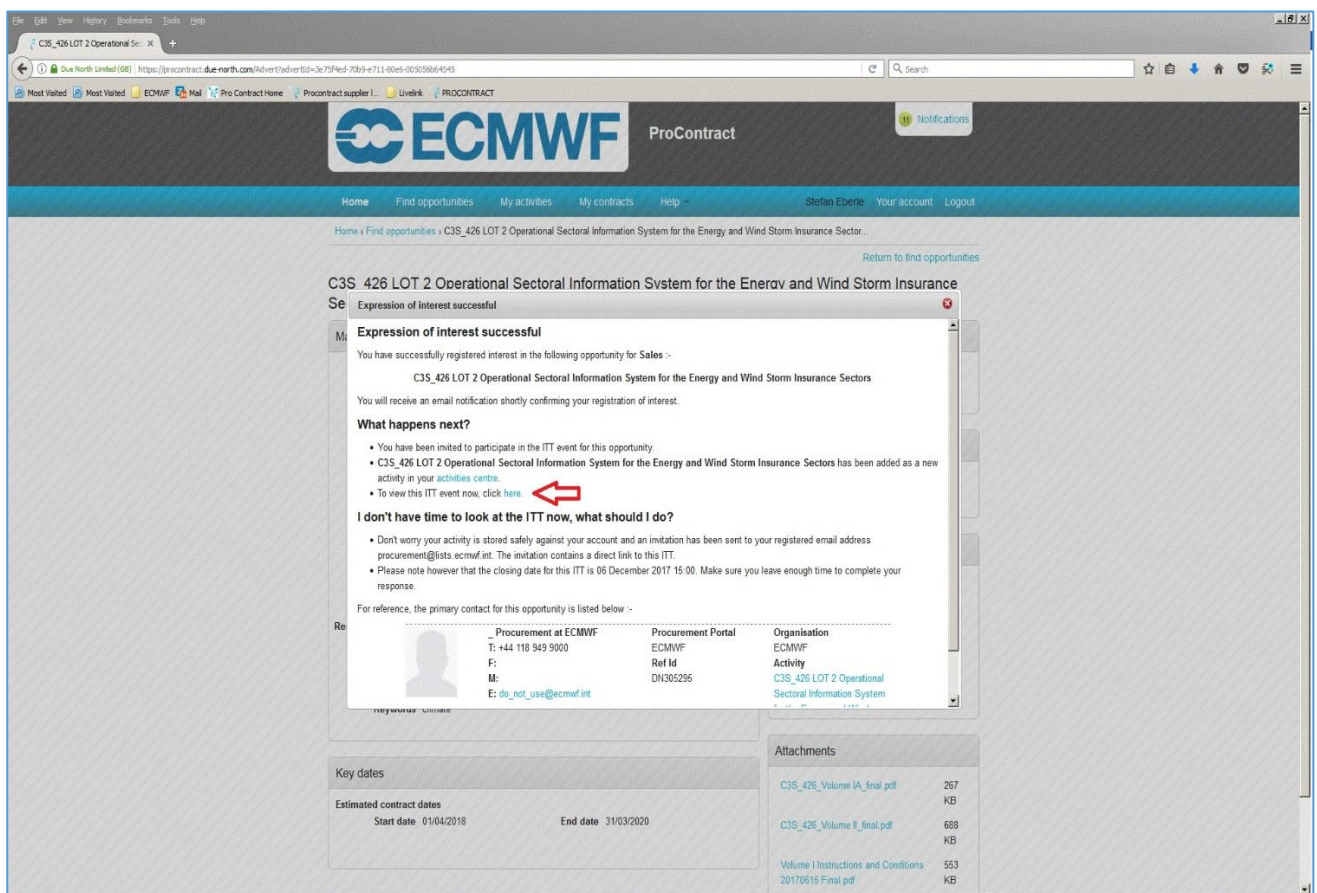 File Edit View History Bookmarks Tools Help
C3S_426 LOT 2 Operational Sec
Due North Limited (GB) https://procontract.due-north.com/Advert?advertId=3e75f4ed-70b9-e711-80e6-005056b64545
Search
Most Visited Most Visited ECMWF Mail Pro Contract Home Procontract supplier l... Livelink PROCONTRACT
ECMWF ProContract
11 Notifications
Home Find opportunities My activities My contracts Help Stefan Eberle Your account Logout
Home › Find opportunities › C3S_426 LOT 2 Operational Sectoral Information System for the Energy and Wind Storm Insurance Sector...
Return to find opportunities
C3S_426 LOT 2 Operational Sectoral Information System for the Energy and Wind Storm Insurance
Se
Expression of interest successful
Ma
Expression of interest successful
You have successfully registered interest in the following opportunity for Sales :-
C3S_426 LOT 2 Operational Sectoral Information System for the Energy and Wind Storm Insurance Sectors
You will receive an email notification shortly confirming your registration of interest.
What happens next?
• You have been invited to participate in the ITT event for this opportunity.
• C3S_426 LOT 2 Operational Sectoral Information System for the Energy and Wind Storm Insurance Sectors has been added as a new
activity in your activities centre.
• To view this ITT event now, click here.
I don't have time to look at the ITT now, what should I do?
• Don't worry your activity is stored safely against your account and an invitation has been sent to your registered email address
procurement@lists.ecmwf.int. The invitation contains a direct link to this ITT.
• Please note however that the closing date for this ITT is 06 December 2017 15:00. Make sure you leave enough time to complete your
response.
For reference, the primary contact for this opportunity is listed below :-
Re
_ Procurement at ECMWF Procurement Portal Organisation
T: +44 118 949 9000 ECMWF ECMWF
F: Ref Id Activity
M: DN305295 C3S_426 LOT 2 Operational
E: do_not_use@ecmwf.int Sectoral Information System
Keywords Climate
Attachments
Key dates
C3S_426_Volume IA_final.pdf 267
KB
Estimated contract dates
Start date 01/04/2018 End date 31/03/2020
C3S_426_Volume II_final.pdf 688
KB
Volume I Instructions and Conditions 553
20170615 Final.pdf KB